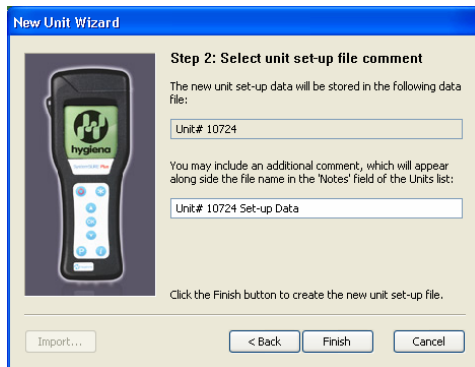 New Unit Wizard
Step 2: Select unit set-up file comment
The new unit set-up data will be stored in the following data
file:
Unit# 10724
You may include an additional comment, which will appear
along side the file name in the 'Notes' field of the Units list:
Unit# 10724 Set-up Data
Click the Finish button to create the new unit set-up file.
hygiena
SystemSURE Plus
OK
Import...
< Back
Finish
Cancel